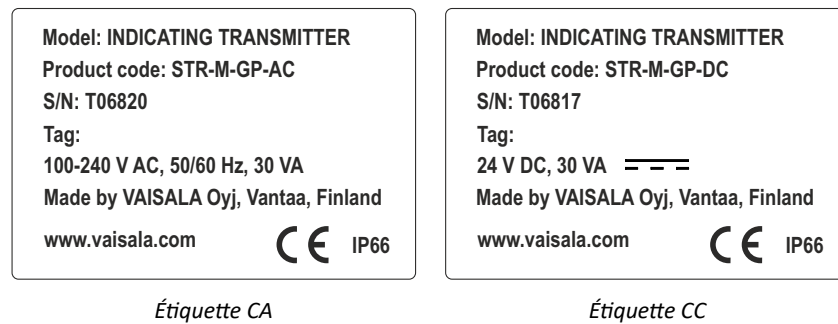 Model: INDICATING TRANSMITTER
Product code: STR-M-GP-AC
S/N: T06820
Tag:
100-240 V AC, 50/60 Hz, 30 VA
Made by VAISALA Oyj, Vantaa, Finland
www.vaisala.com CE IP66
Étiquette CA
Model: INDICATING TRANSMITTER
Product code: STR-M-GP-DC
S/N: T06817
Tag:
24 V DC, 30 VA
Made by VAISALA Oyj, Vantaa, Finland
www.vaisala.com CE IP66
Étiquette CC